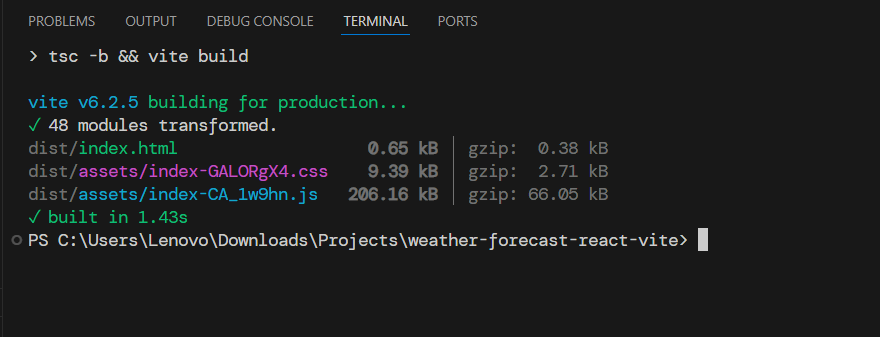 PROBLEMS OUTPUT DEBUG CONSOLE TERMINAL PORTS
> tsc -b && vite build
vite v6.2.5 building for production...
✓ 48 modules transformed.
dist/index.html 0.65 kB │ gzip: 0.38 kB
dist/assets/index-GALORgX4.css 9.39 kB │ gzip: 2.71 kB
dist/assets/index-CA_1w9hn.js 206.16 kB │ gzip: 66.05 kB
✓ built in 1.43s
PS C:\Users\Lenovo\Downloads\Projects\weather-forecast-react-vite>